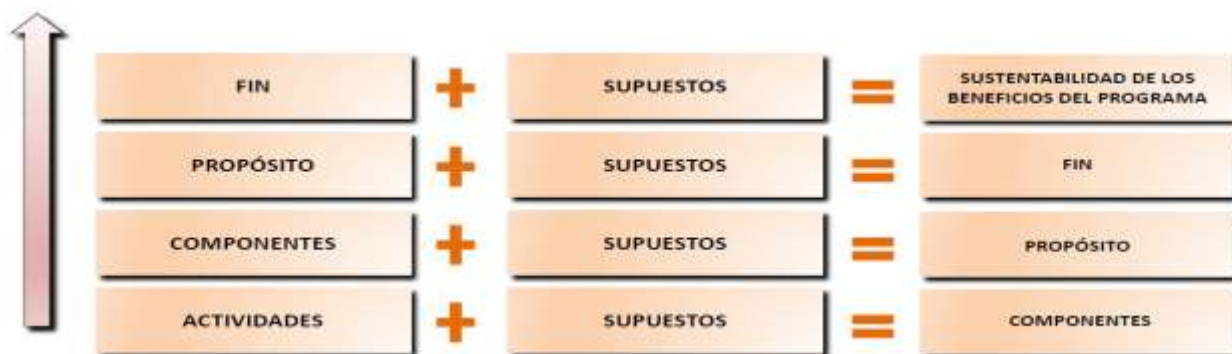 FIN + SUPUESTOS = SUSTENTABILIDAD DE LOS
BENEFICIOS DEL PROGRAMA
PROPÓSITO + SUPUESTOS = FIN
COMPONENTES + SUPUESTOS = PROPÓSITO
ACTIVIDADES + SUPUESTOS = COMPONENTES